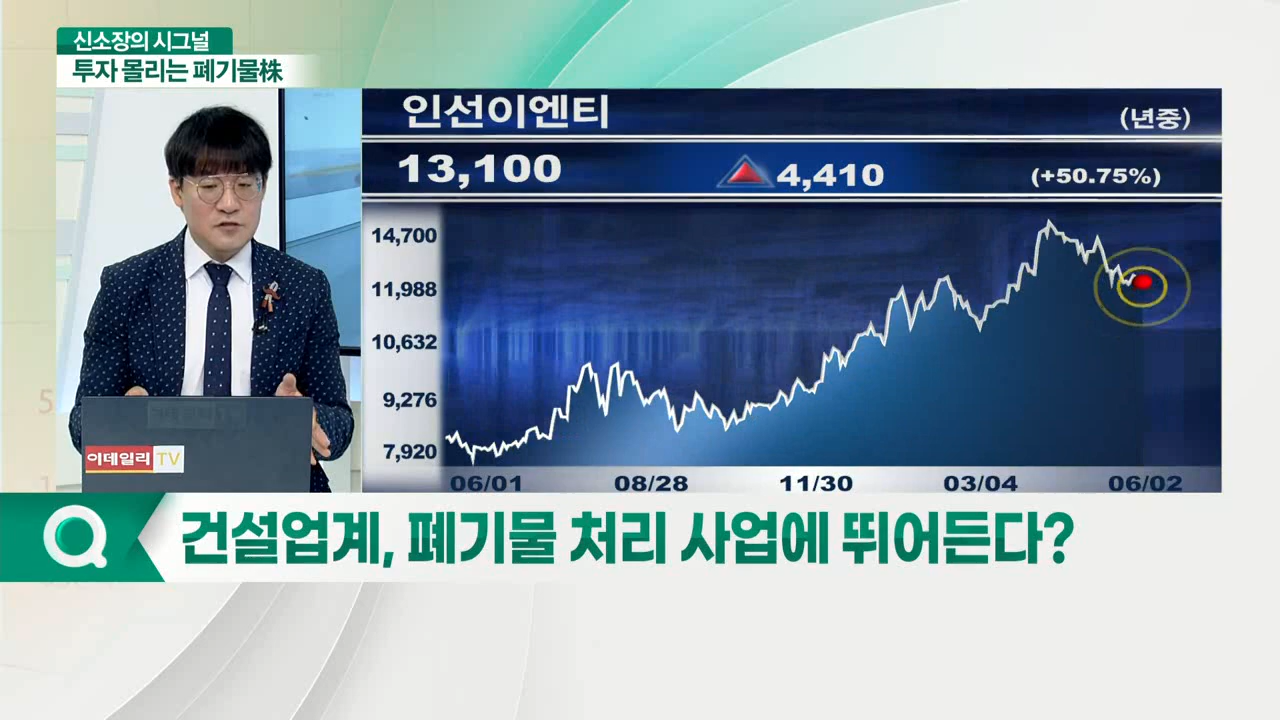 신소장의 시그널
투자 몰리는 폐기물株
인선이엔티
(년중)
13,100
4,410
(+50.75%)
14,700
11,988
10,632
9,276
7,920
06/01
08/28
11/30
03/04
06/02
5
1
이데일리 TV
건설업계, 폐기물 처리 사업에 뛰어든다?